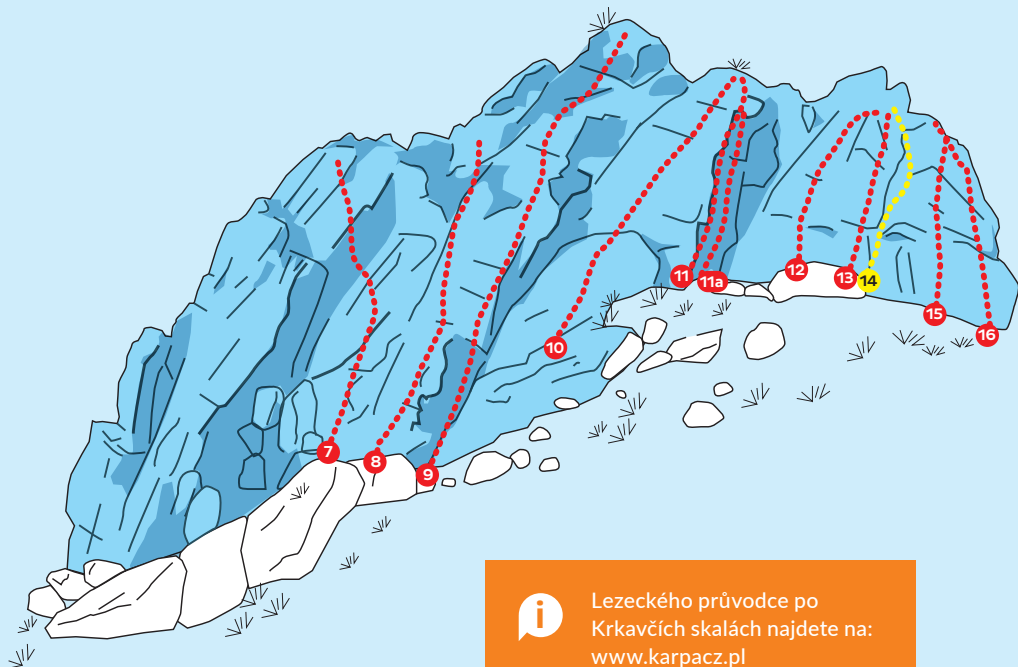 7
8
9
10
11
11a
12
13
14
15
16
i
Lezeckého průvodce po
Krkavčích skalách najdete na:
www.karpacz.pl